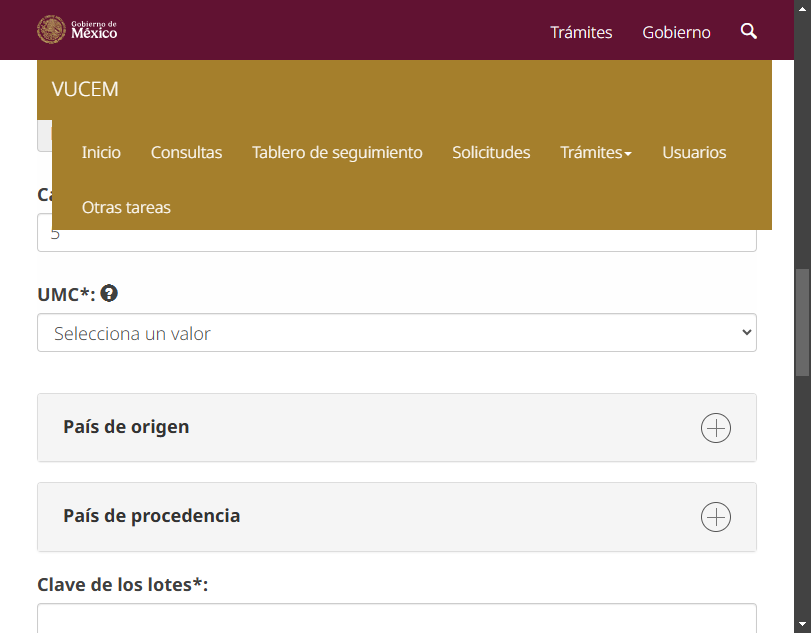 Gobierno de
México
Trámites
Gobierno
VUCEM
Inicio
Consultas
Tablero de seguimiento
Solicitudes
Trámites
Usuarios
Otras tareas
5
UMC*:
Selecciona un valor
País de origen
País de procedencia
Clave de los lotes*: